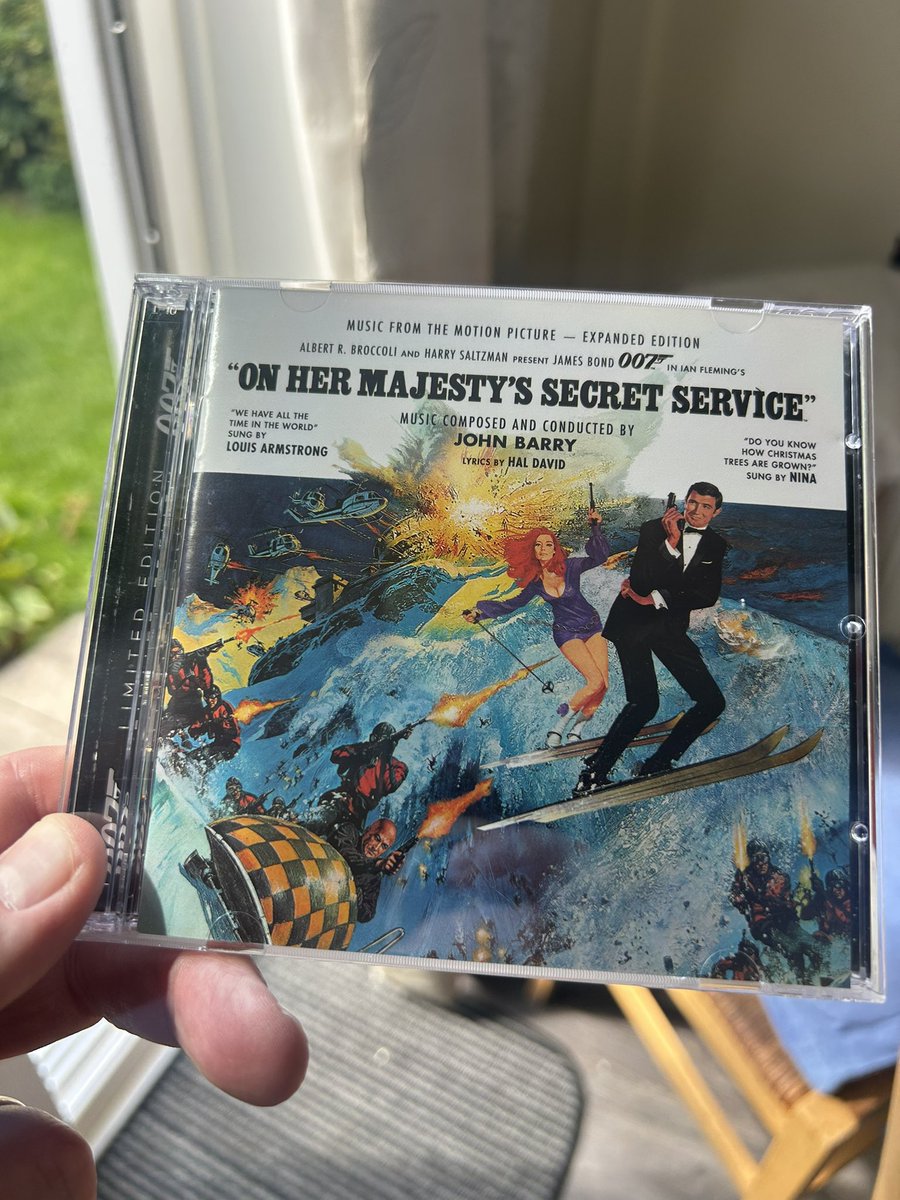 MUSIC FROM THE MOTION PICTURE — EXPANDED EDITION
ALBERT R. BROCCOLI AND HARRY SALTZMAN PRESENT JAMES BOND 007 IN IAN FLEMING'S
"ON HER MAJESTY'S SECRET SERVICE"
MUSIC COMPOSED AND CONDUCTED BY
JOHN BARRY
LYRICS BY HAL DAVID
"WE HAVE ALL THE
TIME IN THE WORLD"
SUNG BY
LOUIS ARMSTRONG
"DO YOU KNOW
HOW CHRISTMAS
TREES ARE GROWN?"
SUNG BY NINA
007 LIMITED EDITION 007